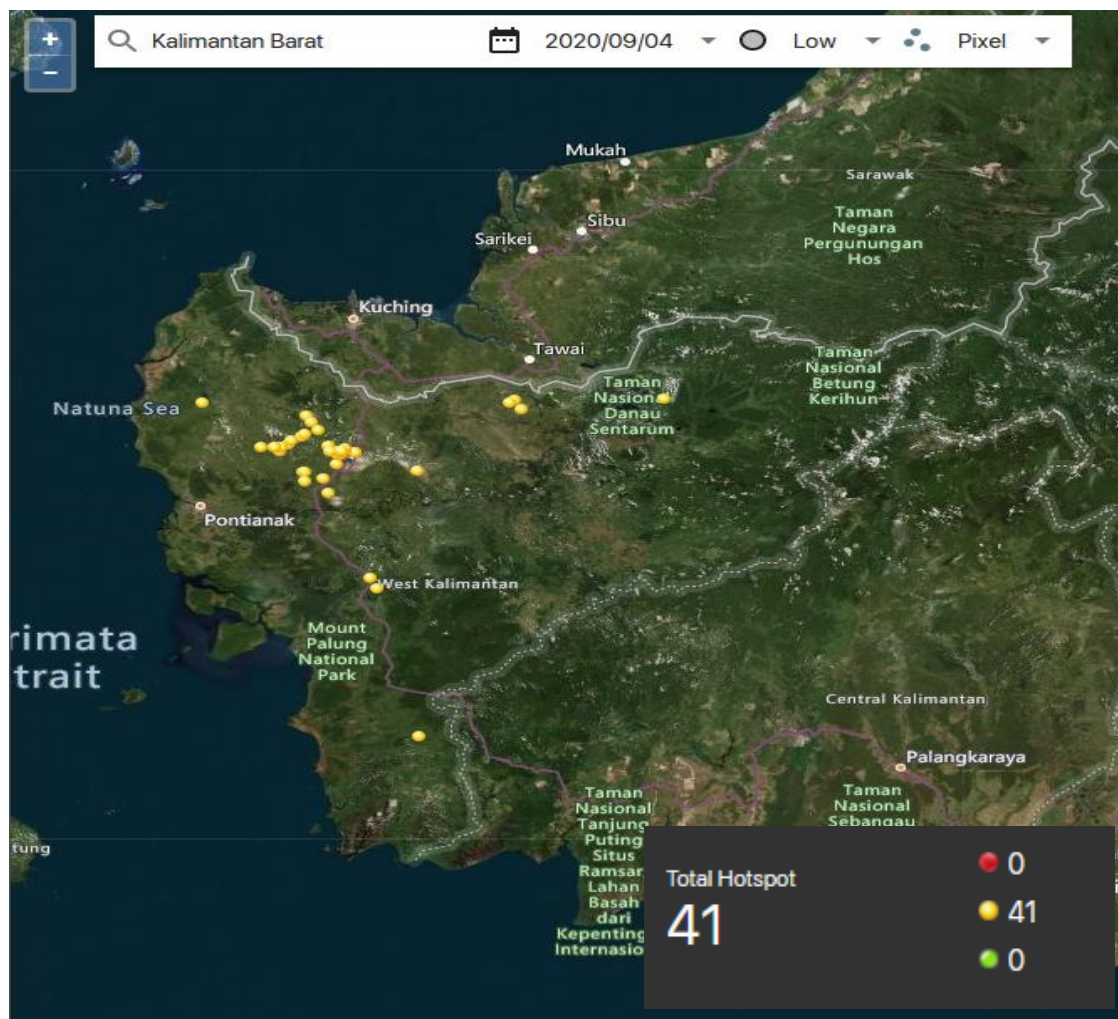 + Kalimantan Barat 2020/09/04 Low Pixel
−
Mukah
Sarawak
Sibu
Taman
Negara
Pergunungan
Hos
Sarikei
Kuching
Tawai
Taman
Nasional
Betung
Kerihun
Taman
Nasional
Danau
Sentarum
Natuna Sea
Pontianak
West Kalimantan
rimata
trait
Mount
Palung
National
Park
Central Kalimantan
Palangkaraya
Taman
Nasional
Sebangau
Taman
Nasional
Tanjung
Puting
Situs
Ramsar
Lahan
Basah
dari
Kepenting
Internasio
tung
Total Hotspot
41
0
41
0